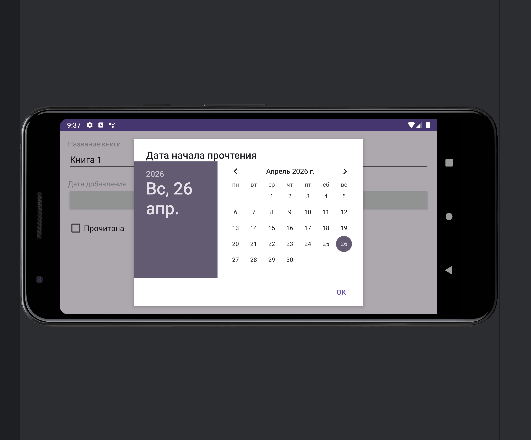 9:37
Название книги
Книга 1
Дата добавления
Прочитана
Дата начала прочтения
2026
Вс, 26
апр.
Апрель 2026 г.
пн вт ср чт пт сб вс
1 2 3 4 5
6 7 8 9 10 11 12
13 14 15 16 17 18 19
20 21 22 23 24 25 26
27 28 29 30
ОК